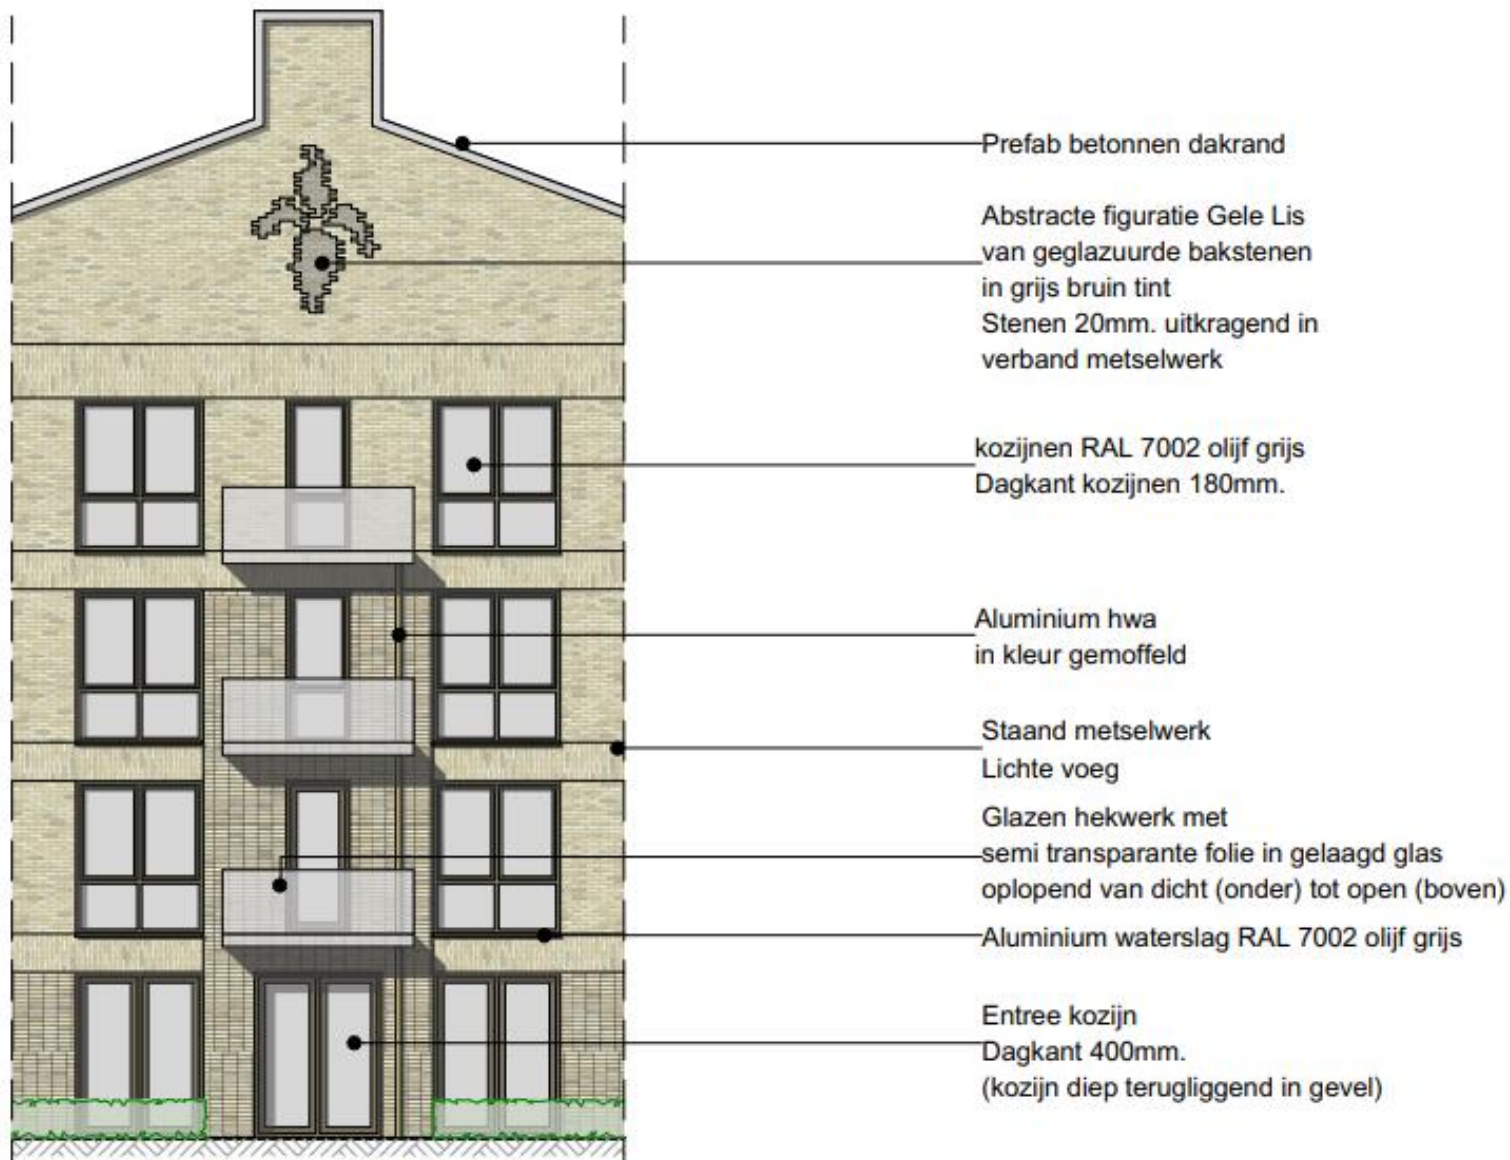 Prefab betonnen dakrand
Abstracte figuratie Gele Lis
van geglazuurde bakstenen
in grijs bruin tint
Stenen 20mm. uitkragend in
verband metselwerk
kozijnen RAL 7002 olijf grijs
Dagkant kozijnen 180mm.
Aluminium hwa
in kleur gemoffeld
Staand metselwerk
Lichte voeg
Glazen hekwerk met
semi transparante folie in gelaagd glas
oplopend van dicht (onder) tot open (boven)
Aluminium waterslag RAL 7002 olijf grijs
Entree kozijn
Dagkant 400mm.
(kozijn diep terugliggend in gevel)